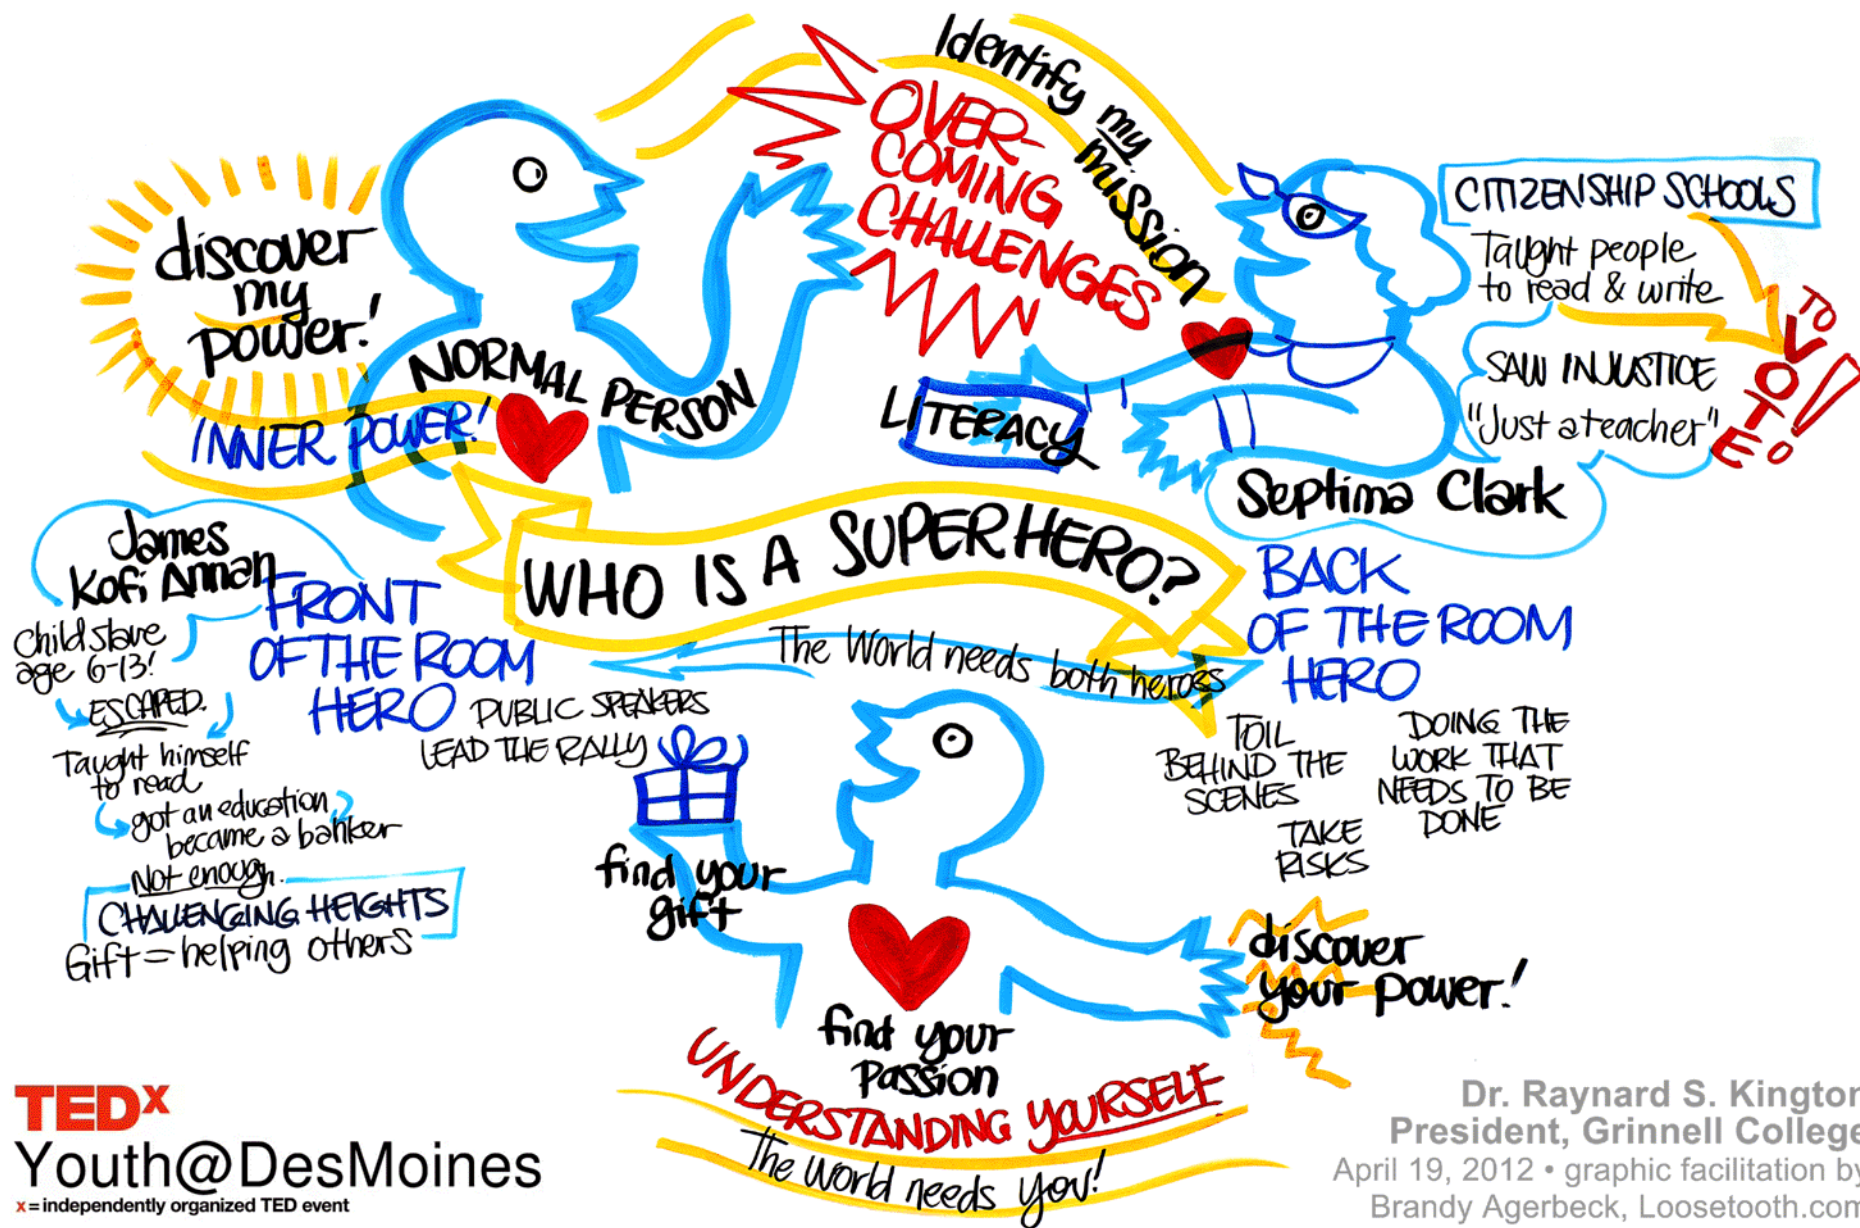 Identify my mission
OVER-
COMING
CHALLENGES
discover
my
power!
NORMAL PERSON
INNER POWER!
CITIZENSHIP SCHOOLS
Taught people
to read & write
TO
VOTE!
SAW INJUSTICE
"Just a teacher"
LITERACY
Septima Clark
WHO IS A SUPERHERO?
The World needs both heroes
James
Kofi Annan
Child slave
age 6-13!
ESCAPED.
Taught himself
to read
got an education
became a banker
Not enough.
CHALLENGING HEIGHTS
Gift = helping others
FRONT
OF THE ROOM
HERO
PUBLIC SPEAKERS
LEAD THE RALLY
BACK
OF THE ROOM
HERO
TOIL
BEHIND THE
SCENES
DOING THE
WORK THAT
NEEDS TO BE
DONE
TAKE
RISKS
find your
gift
discover
your power!
find your
passion
UNDERSTANDING YOURSELF
The World needs you!
TEDx
Youth@DesMoines
x=independently organized TED event
Dr. Raynard S. Kington
President, Grinnell College
April 19, 2012 • graphic facilitation by
Brandy Agerbeck, Loosetooth.com